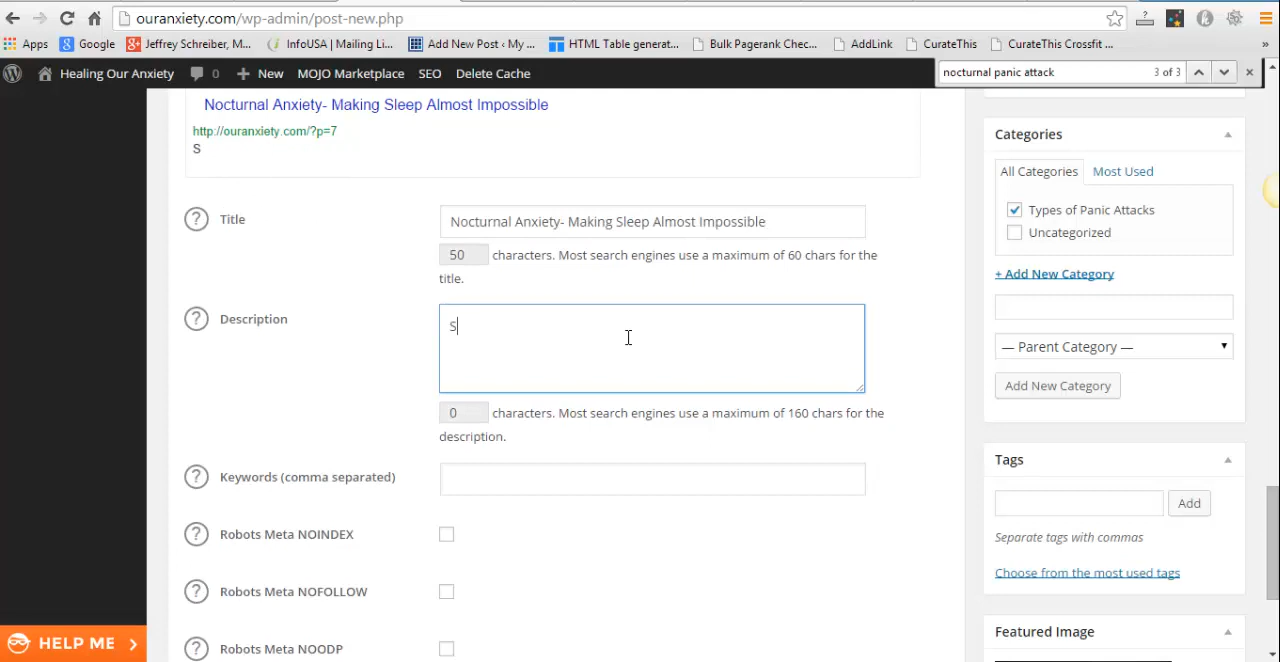 ouranxiety.com/wp-admin/post-new.php
Apps Google Jeffrey Schreiber, M... InfoUSA | Mailing Li... Add New Post ‹ My ... HTML Table generat... Bulk Pagerank Chec... AddLink CurateThis CurateThis Crossfit ... »
Healing Our Anxiety 0 + New MOJO Marketplace SEO Delete Cache
nocturnal panic attack 3 of 3
Nocturnal Anxiety- Making Sleep Almost Impossible
http://ouranxiety.com/?p=7
S
Title
Nocturnal Anxiety- Making Sleep Almost Impossible
50 characters. Most search engines use a maximum of 60 chars for the
title.
Description
S
0 characters. Most search engines use a maximum of 160 chars for the
description.
Keywords (comma separated)
Robots Meta NOINDEX
Robots Meta NOFOLLOW
Robots Meta NOODP
HELP ME
Categories
All Categories Most Used
Types of Panic Attacks
Uncategorized
+ Add New Category
— Parent Category —
Add New Category
Tags
Add
Separate tags with commas
Choose from the most used tags
Featured Image